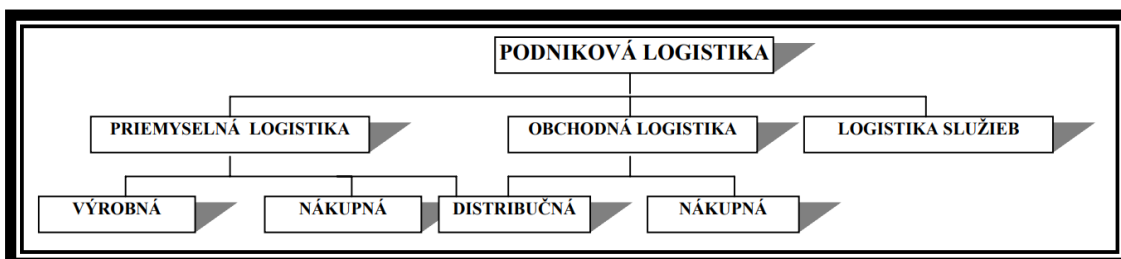 PODNIKOVÁ LOGISTIKA
PRIEMYSELNÁ LOGISTIKA
OBCHODNÁ LOGISTIKA
LOGISTIKA SLUŽIEB
VÝROBNÁ
NÁKUPNÁ
DISTRIBUČNÁ
NÁKUPNÁ